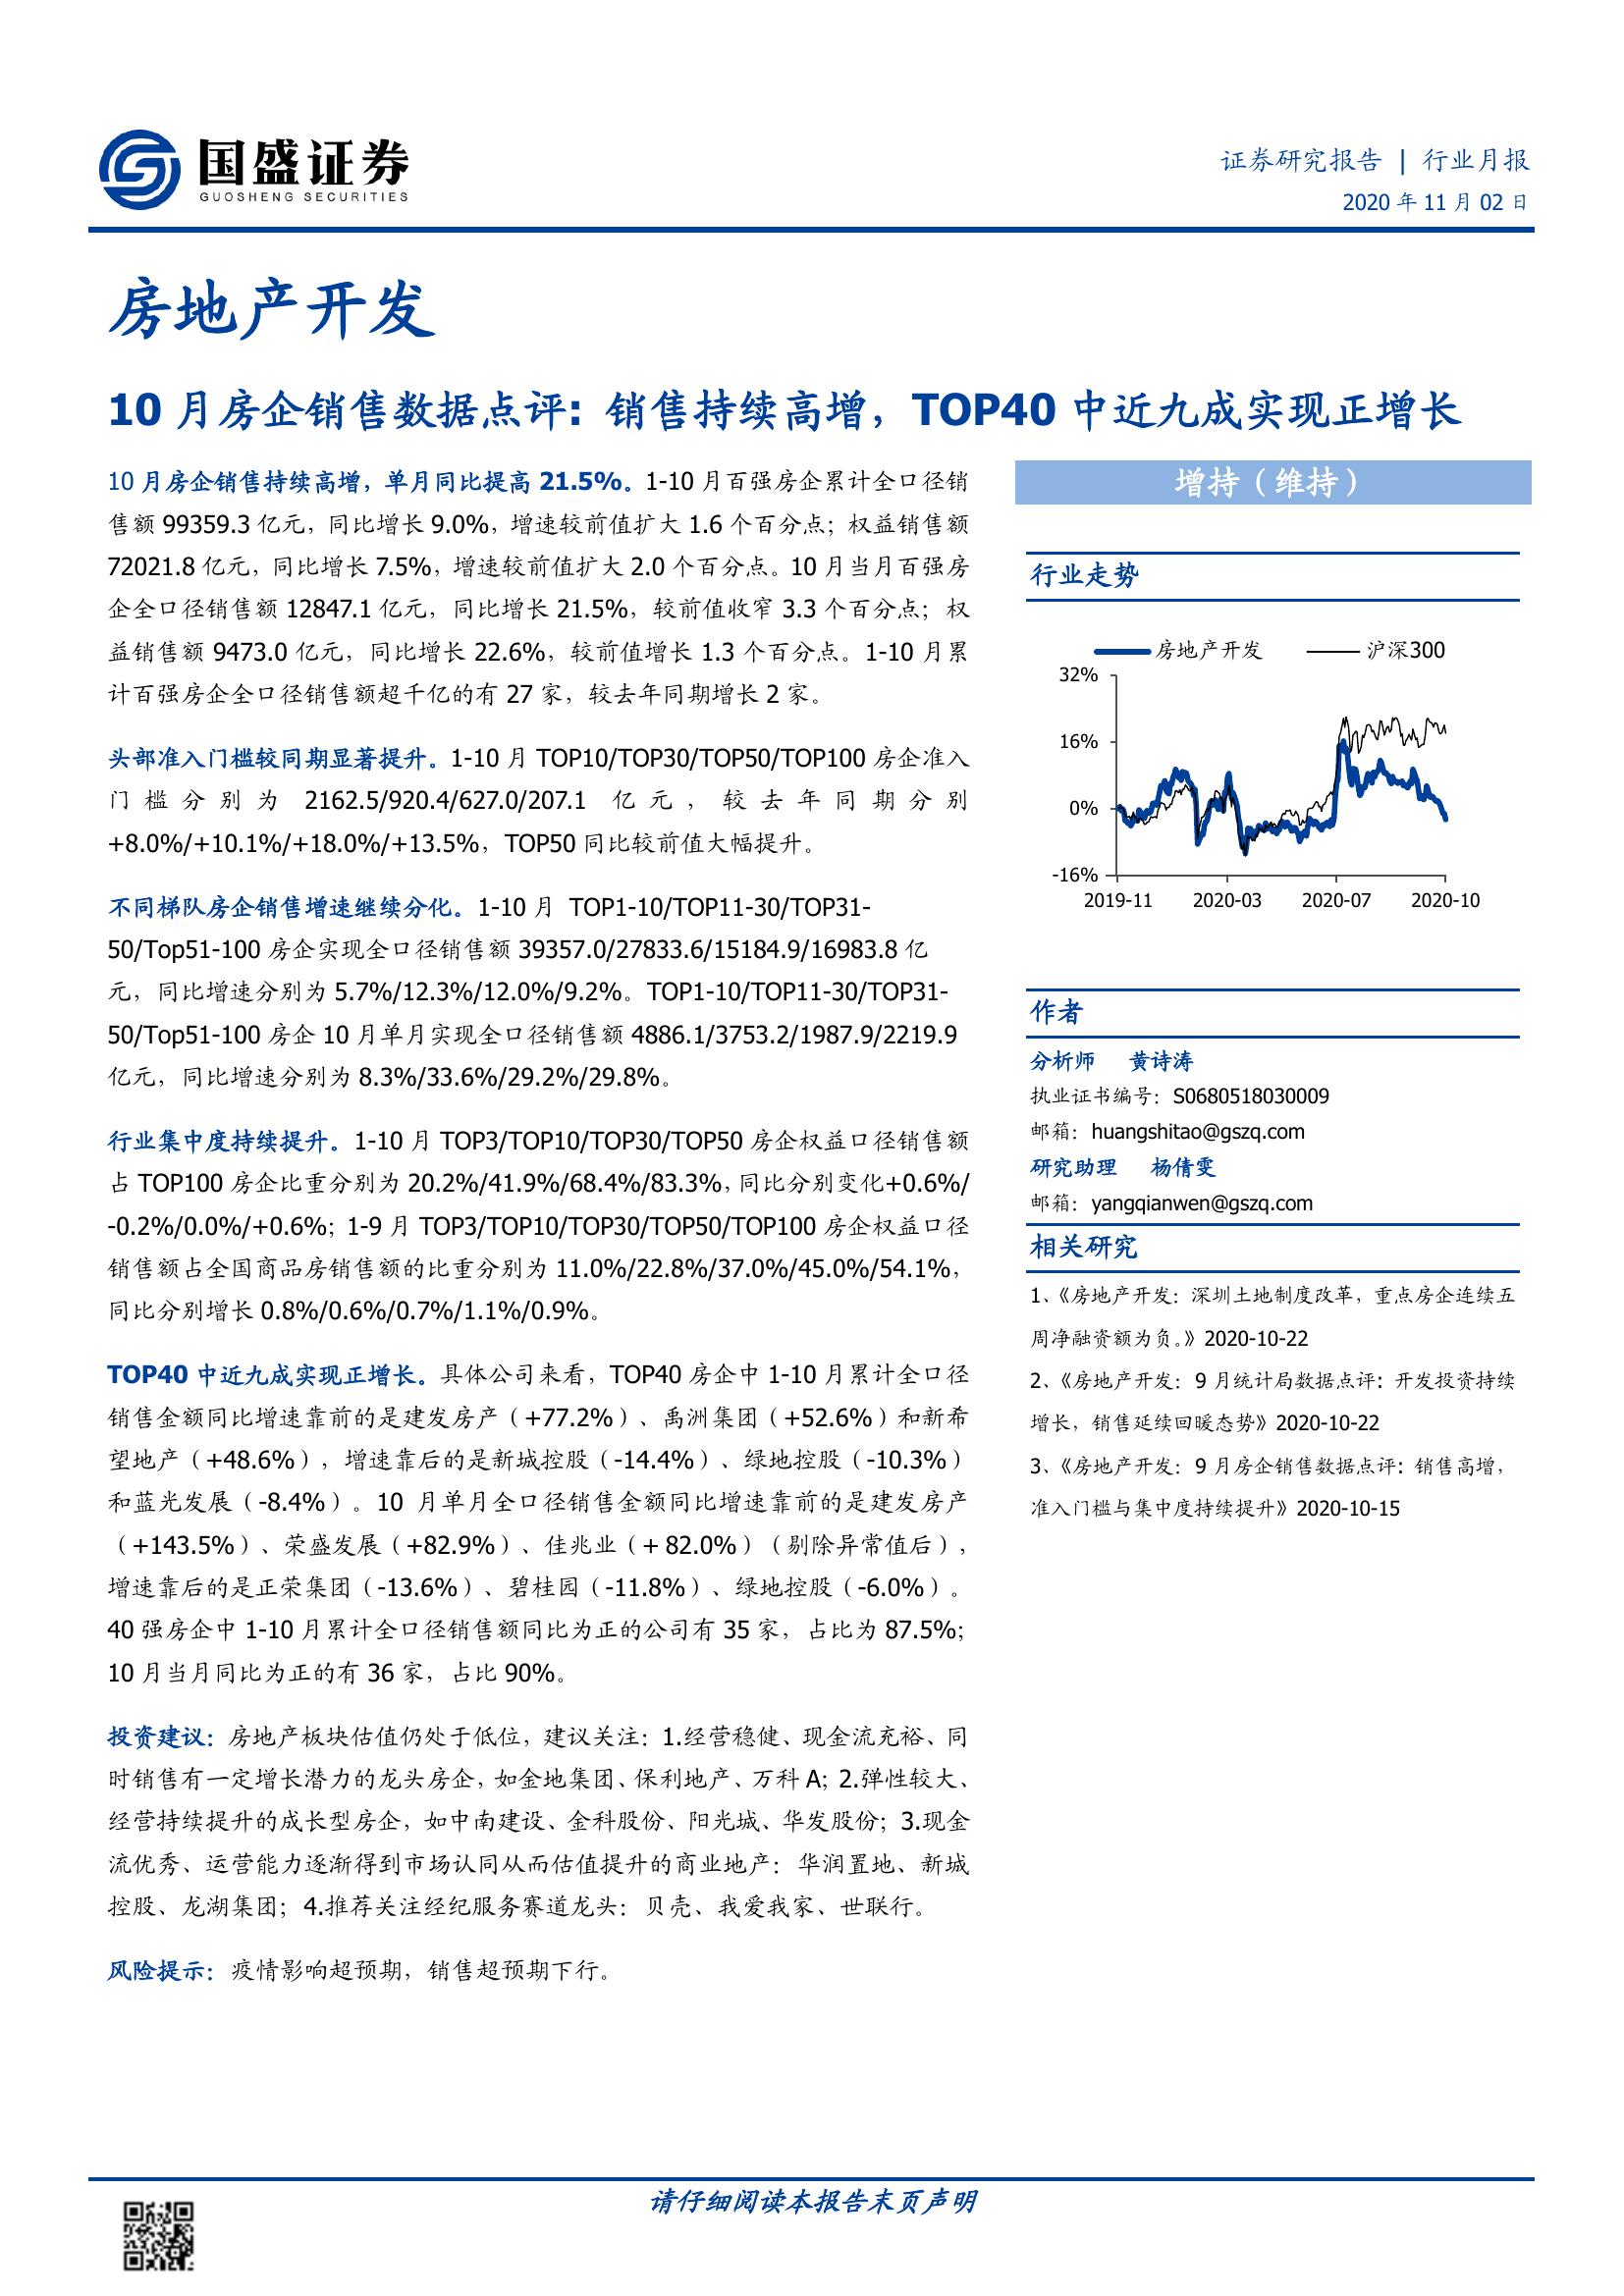 国盛证券
GUOSHENG SECURITIES
证券研究报告 | 行业月报
2020 年 11 月 02 日
房地产开发
10 月房企销售数据点评：销售持续高增，TOP40 中近九成实现正增长
10 月房企销售持续高增，单月同比提高 21.5%。1-10 月百强房企累计全口径销
售额 99359.3 亿元，同比增长 9.0%，增速较前值扩大 1.6 个百分点；权益销售额
72021.8 亿元，同比增长 7.5%，增速较前值扩大 2.0 个百分点。10 月当月百强房
企全口径销售额 12847.1 亿元，同比增长 21.5%，较前值收窄 3.3 个百分点；权
益销售额 9473.0 亿元，同比增长 22.6%，较前值增长 1.3 个百分点。1-10 月累
计百强房企全口径销售额超千亿的有 27 家，较去年同期增长 2 家。
头部准入门槛较同期显著提升。1-10 月 TOP10/TOP30/TOP50/TOP100 房企准入
门槛分别为 2162.5/920.4/627.0/207.1 亿元，较去年同期分别
+8.0%/+10.1%/+18.0%/+13.5%，TOP50 同比较前值大幅提升。
不同梯队房企销售增速继续分化。1-10 月 TOP1-10/TOP11-30/TOP31-
50/Top51-100 房企实现全口径销售额 39357.0/27833.6/15184.9/16983.8 亿
元，同比增速分别为 5.7%/12.3%/12.0%/9.2%。TOP1-10/TOP11-30/TOP31-
50/Top51-100 房企 10 月单月实现全口径销售额 4886.1/3753.2/1987.9/2219.9
亿元，同比增速分别为 8.3%/33.6%/29.2%/29.8%。
行业集中度持续提升。1-10 月 TOP3/TOP10/TOP30/TOP50 房企权益口径销售额
占 TOP100 房企比重分别为 20.2%/41.9%/68.4%/83.3%，同比分别变化+0.6%/
-0.2%/0.0%/+0.6%；1-9 月 TOP3/TOP10/TOP30/TOP50/TOP100 房企权益口径
销售额占全国商品房销售额的比重分别为 11.0%/22.8%/37.0%/45.0%/54.1%，
同比分别增长 0.8%/0.6%/0.7%/1.1%/0.9%。
TOP40 中近九成实现正增长。具体公司来看，TOP40 房企中 1-10 月累计全口径
销售金额同比增速靠前的是建发房产（+77.2%）、禹洲集团（+52.6%）和新希
望地产（+48.6%），增速靠后的是新城控股（-14.4%）、绿地控股（-10.3%）
和蓝光发展（-8.4%）。10 月单月全口径销售金额同比增速靠前的是建发房产
（+143.5%）、荣盛发展（+82.9%）、佳兆业（+ 82.0%）（剔除异常值后），
增速靠后的是正荣集团（-13.6%）、碧桂园（-11.8%）、绿地控股（-6.0%）。
40 强房企中 1-10 月累计全口径销售额同比为正的公司有 35 家，占比为 87.5%；
10 月当月同比为正的有 36 家，占比 90%。
投资建议：房地产板块估值仍处于低位，建议关注：1.经营稳健、现金流充裕、同
时销售有一定增长潜力的龙头房企，如金地集团、保利地产、万科 A；2.弹性较大、
经营持续提升的成长型房企，如中南建设、金科股份、阳光城、华发股份；3.现金
流优秀、运营能力逐渐得到市场认同从而估值提升的商业地产：华润置地、新城
控股、龙湖集团；4.推荐关注经纪服务赛道龙头：贝壳、我爱我家、世联行。
风险提示：疫情影响超预期，销售超预期下行。
增持（维持）
行业走势
房地产开发 沪深300
32%
16%
0%
-16%
2019-11 2020-03 2020-07 2020-10
作者
分析师 黄诗涛
执业证书编号：S0680518030009
邮箱：huangshitao@gszq.com
研究助理 杨倩雯
邮箱：yangqianwen@gszq.com
相关研究
1、《房地产开发：深圳土地制度改革，重点房企连续五
周净融资额为负。》2020-10-22
2、《房地产开发：9 月统计局数据点评：开发投资持续
增长，销售延续回暖态势》2020-10-22
3、《房地产开发：9 月房企销售数据点评：销售高增，
准入门槛与集中度持续提升》2020-10-15
请仔细阅读本报告末页声明